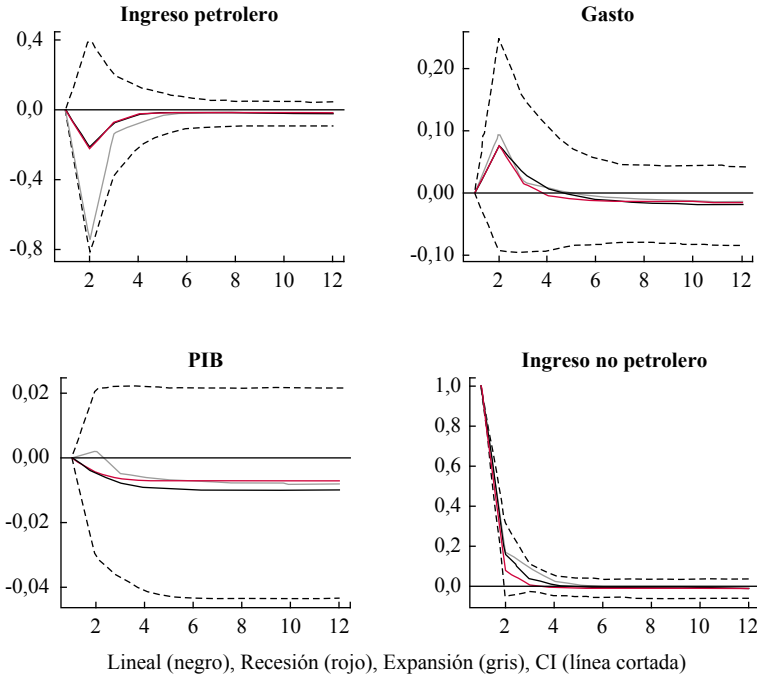 Ingreso petrolero
0,4
0,0
-0,4
-0,8
2 4 6 8 10 12
Gasto
0,20
0,10
0,00
-0,10
2 4 6 8 10 12
PIB
0,02
0,00
-0,02
-0,04
2 4 6 8 10 12
Ingreso no petrolero
1,0
0,8
0,6
0,4
0,2
0,0
2 4 6 8 10 12
Lineal (negro), Recesión (rojo), Expansión (gris), CI (línea cortada)